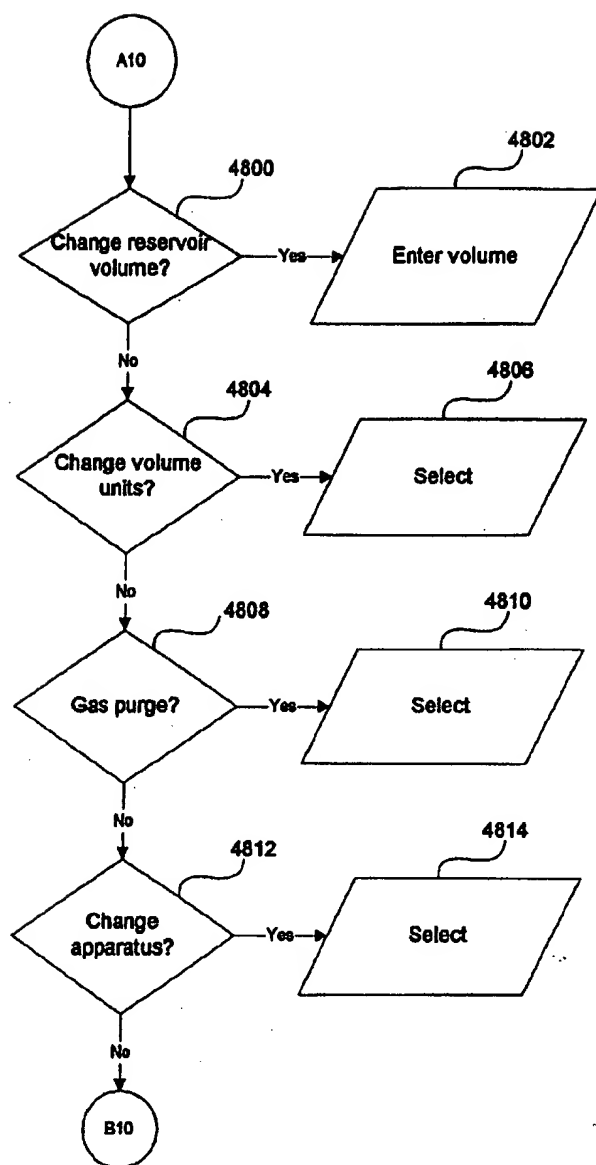 A10
4800
4802
Change reservoir
volume?
Yes
Enter volume
No
4804
4806
Change volume
units?
Yes
Select
No
4808
4810
Gas purge?
Yes
Select
No
4812
4814
Change
apparatus?
Yes
Select
No
B10